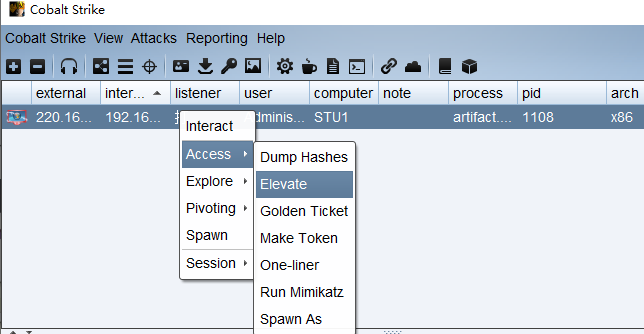 Cobalt Strike
Cobalt Strike View Attacks Reporting Help
external inter... listener user computer note process pid arch
220.16... 192.16... Adminis... STU1 artifact.... 1108 x86
Interact
Access
Explore
Pivoting
Spawn
Session
Dump Hashes
Elevate
Golden Ticket
Make Token
One-liner
Run Mimikatz
Spawn As